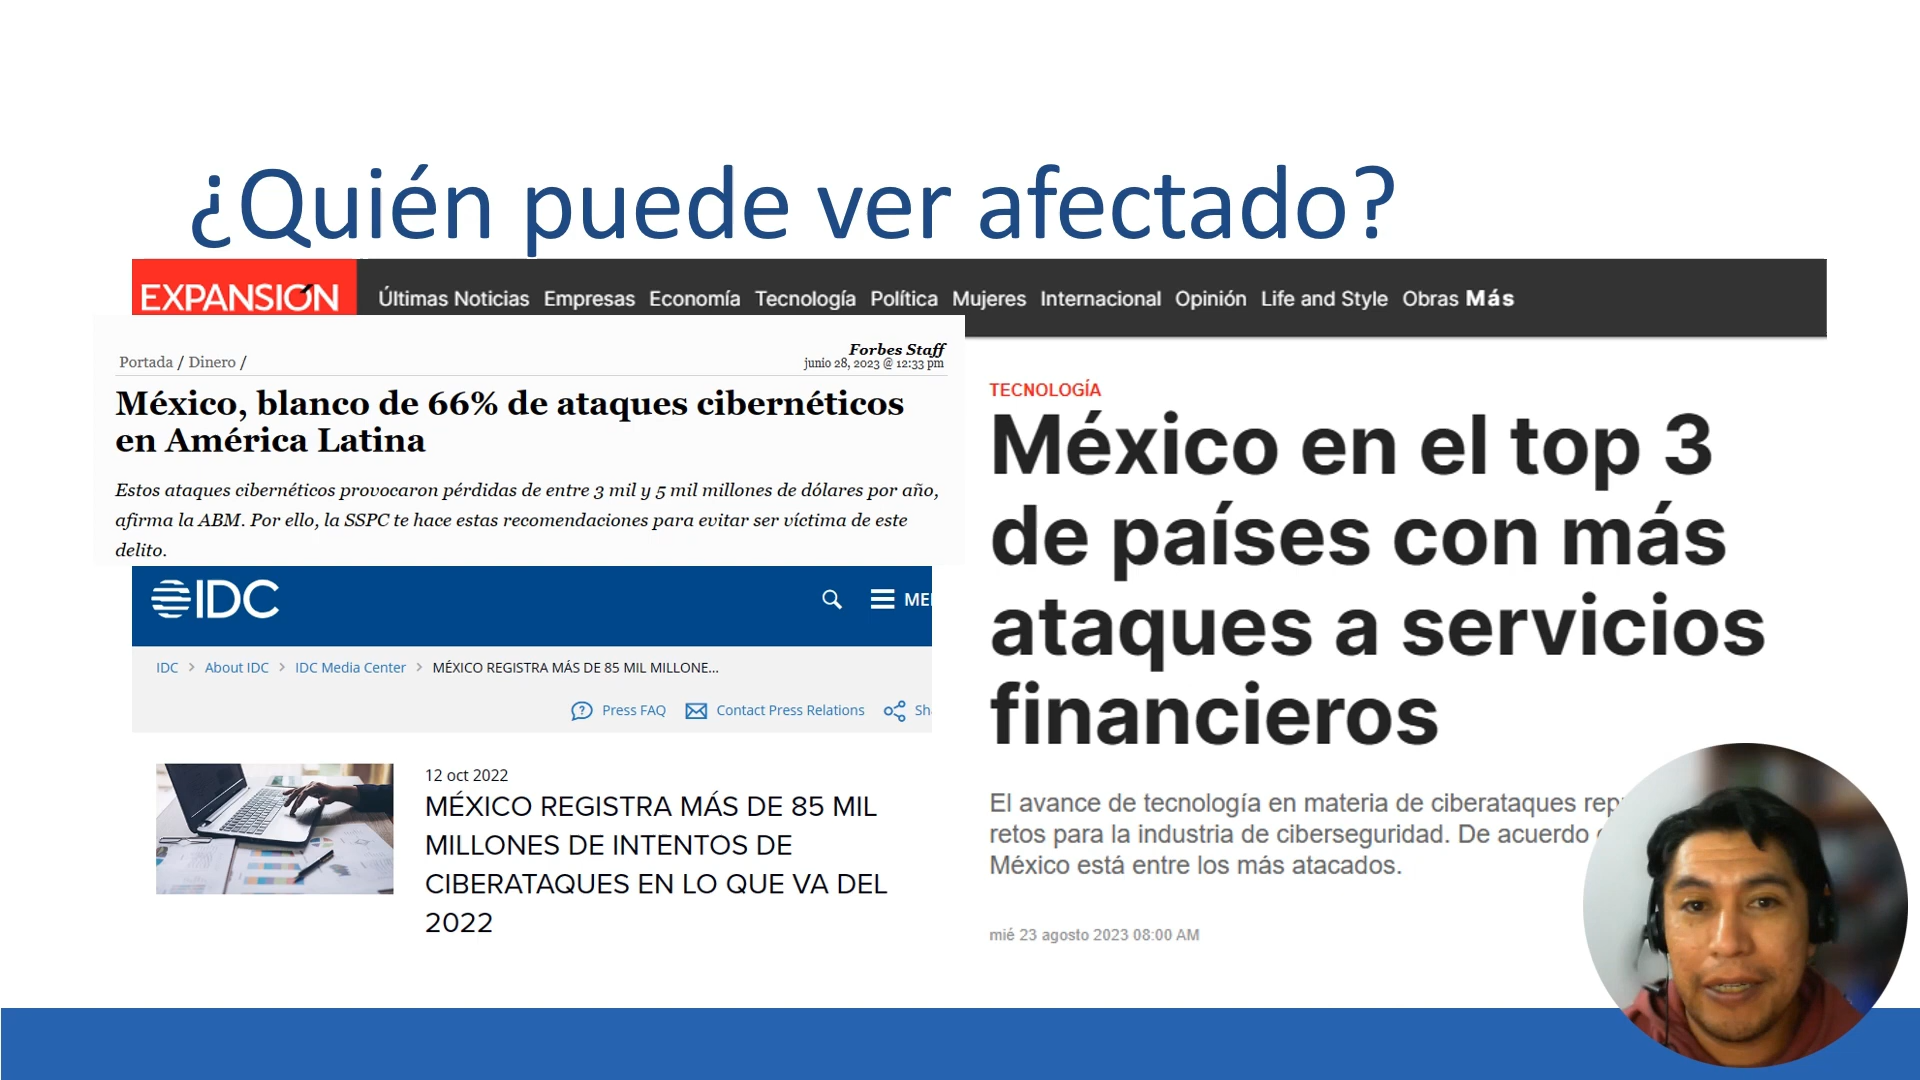 ¿Quién puede ver afectado?
EXPANSIÓN
Últimas Noticias Empresas Economía Tecnología Política Mujeres Internacional Opinión Life and Style Obras Más
Portada / Dinero /
Forbes Staff
junio 28, 2023 @ 12:33 pm
México, blanco de 66% de ataques cibernéticos
en América Latina
Estos ataques cibernéticos provocaron pérdidas de entre 3 mil y 5 mil millones de dólares por año,
afirma la ABM. Por ello, la SSPC te hace estas recomendaciones para evitar ser víctima de este
delito.
IDC
IDC > About IDC > IDC Media Center > MÉXICO REGISTRA MÁS DE 85 MIL MILLONE...
Press FAQ Contact Press Relations
12 oct 2022
MÉXICO REGISTRA MÁS DE 85 MIL
MILLONES DE INTENTOS DE
CIBERATAQUES EN LO QUE VA DEL
2022
TECNOLOGÍA
México en el top 3
de países con más
ataques a servicios
financieros
El avance de tecnología en materia de ciberataques
retos para la industria de ciberseguridad. De acuerdo
México está entre los más atacados.
mié 23 agosto 2023 08:00 AM